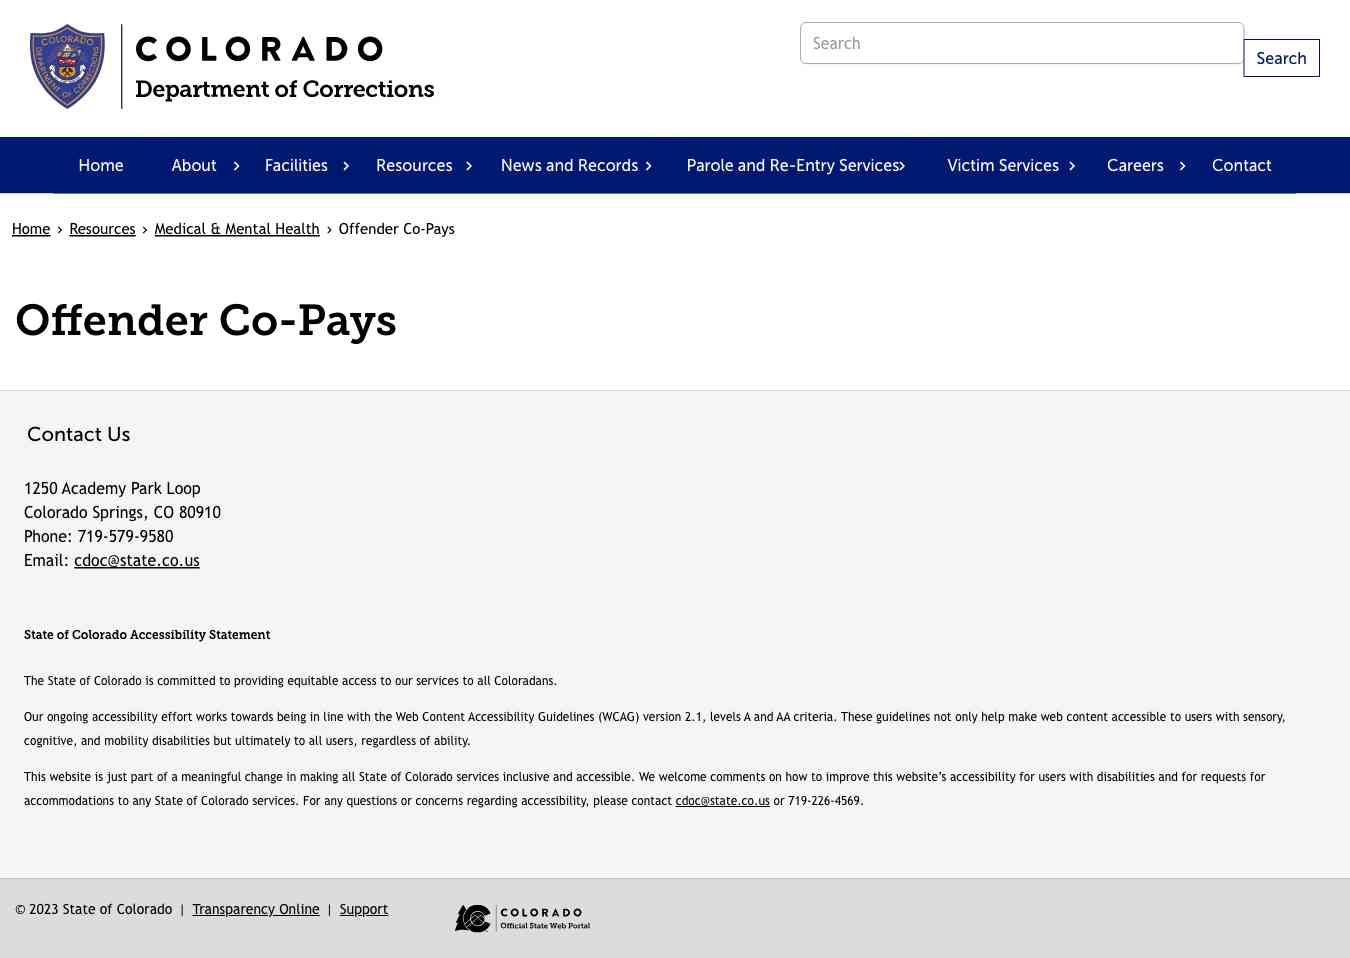 COLORADO
Department of Corrections
Search
Search
Home
About
Facilities
Resources
News and Records
Parole and Re-Entry Services
Victim Services
Careers
Contact
Home › Resources › Medical & Mental Health › Offender Co-Pays
Offender Co-Pays
Contact Us
1250 Academy Park Loop
Colorado Springs, CO 80910
Phone: 719-579-9580
Email: cdoc@state.co.us
State of Colorado Accessibility Statement
The State of Colorado is committed to providing equitable access to our services to all Coloradans.
Our ongoing accessibility effort works towards being in line with the Web Content Accessibility Guidelines (WCAG) version 2.1, levels A and AA criteria. These guidelines not only help make web content accessible to users with sensory,
cognitive, and mobility disabilities but ultimately to all users, regardless of ability.
This website is just part of a meaningful change in making all State of Colorado services inclusive and accessible. We welcome comments on how to improve this website’s accessibility for users with disabilities and for requests for
accommodations to any State of Colorado services. For any questions or concerns regarding accessibility, please contact cdoc@state.co.us or 719-226-4569.
© 2023 State of Colorado | Transparency Online | Support
COLORADO
Official State Web Portal